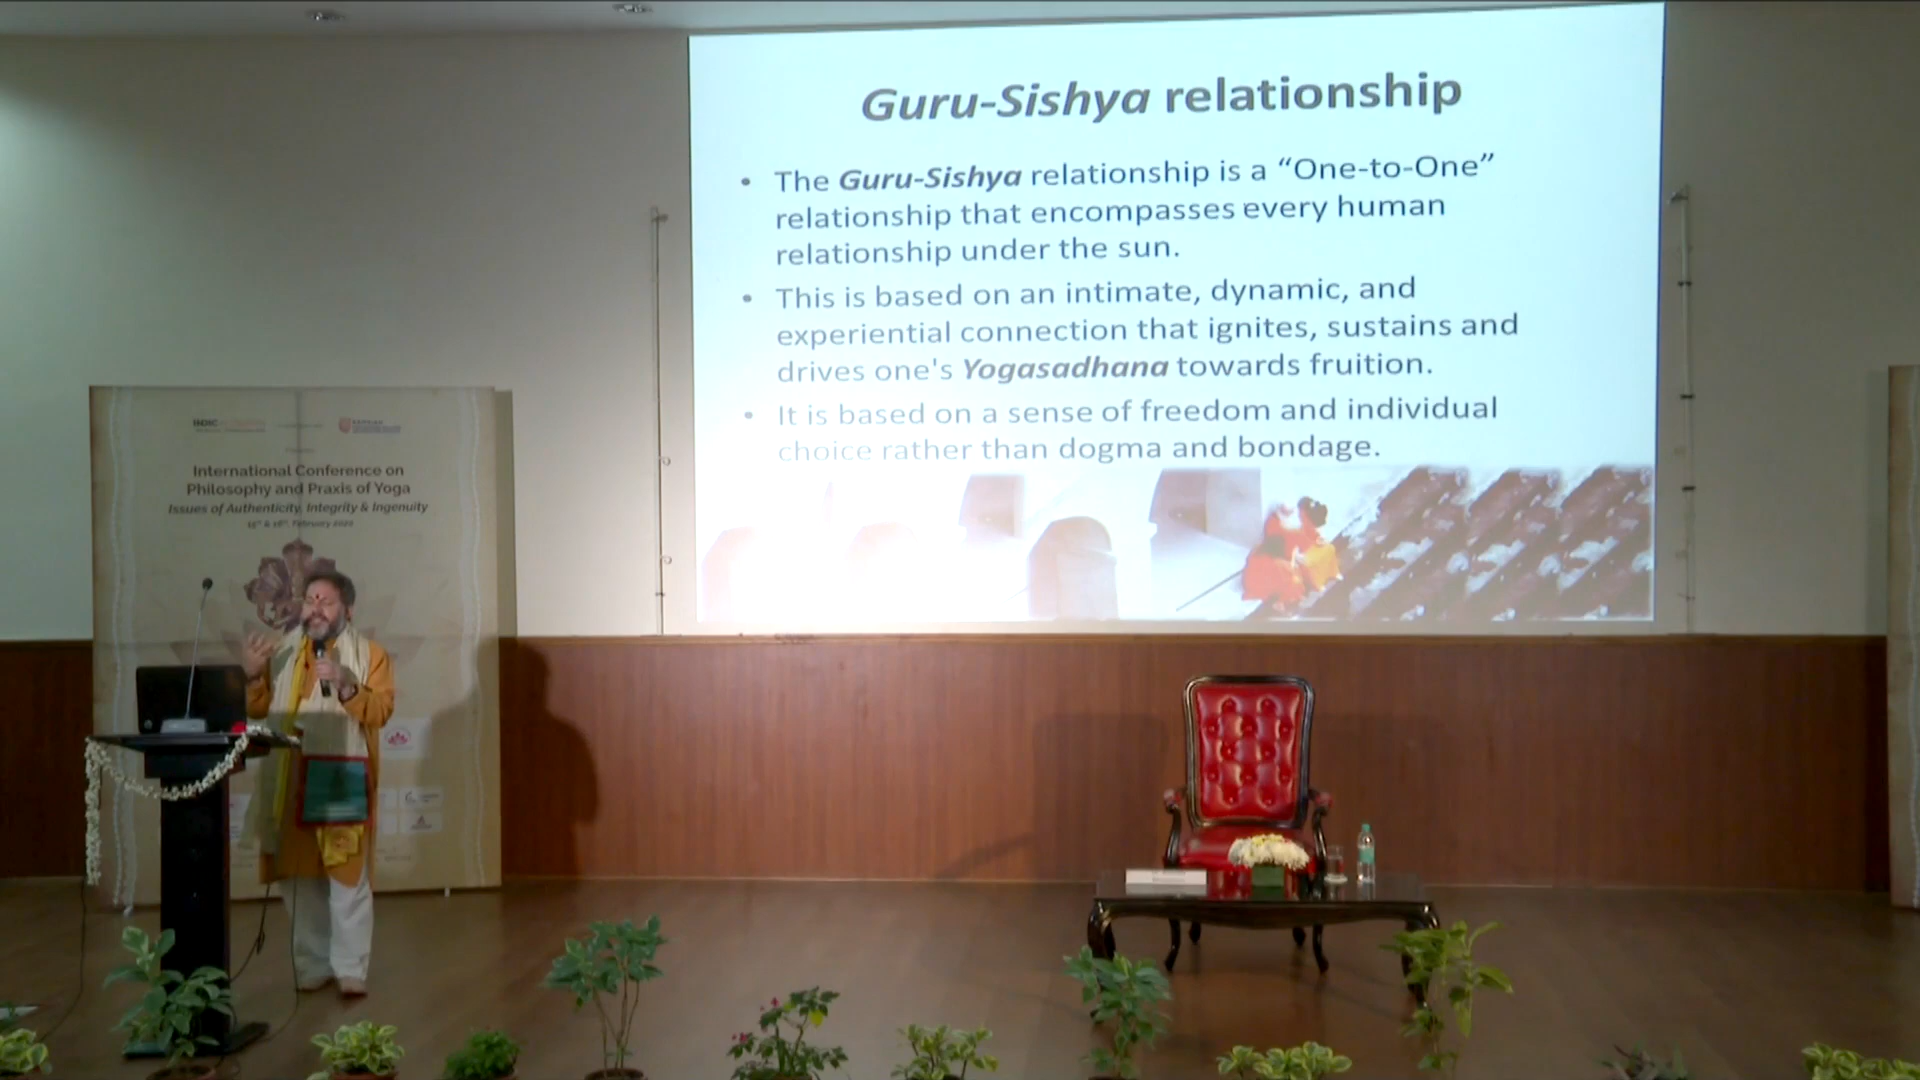 Guru-Sishya relationship
• The Guru-Sishya relationship is a “One-to-One”
relationship that encompasses every human
relationship under the sun.
• This is based on an intimate, dynamic, and
experiential connection that ignites, sustains and
drives one's Yogasadhana towards fruition.
• It is based on a sense of freedom and individual
choice rather than dogma and bondage.
INDIC
International Conference on
Philosophy and Praxis of Yoga
Issues of Authenticity, Integrity & Ingenuity
February 2020